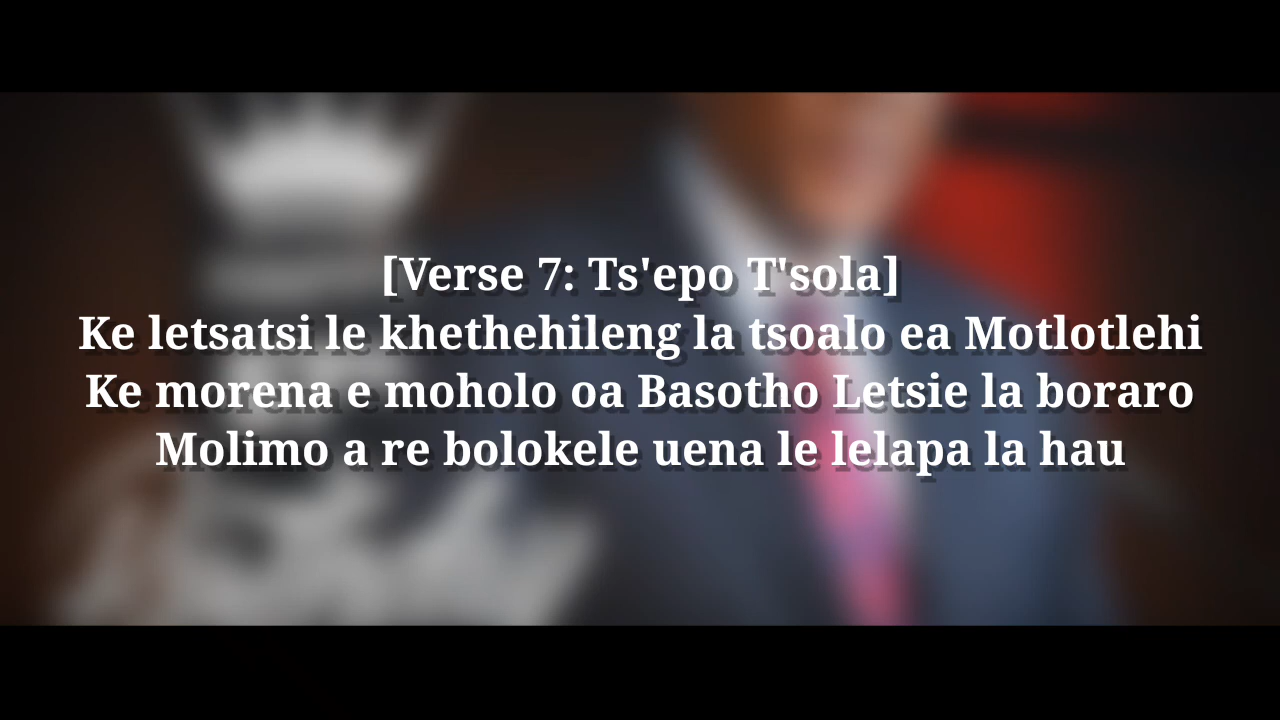 [Verse 7: Ts'epo T'sola]
Ke letsatsi le khethehileng la tsoalo ea Motlotlehi
Ke morena e moholo oa Basotho Letsie la boraro
Molimo a re bolokele uena le lelapa la hau